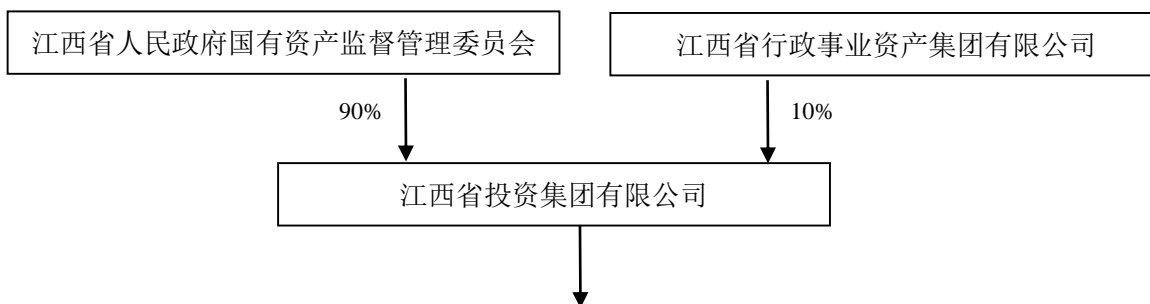 江西省人民政府国有资产监督管理委员会
江西省行政事业资产集团有限公司
90%
10%
江西省投资集团有限公司